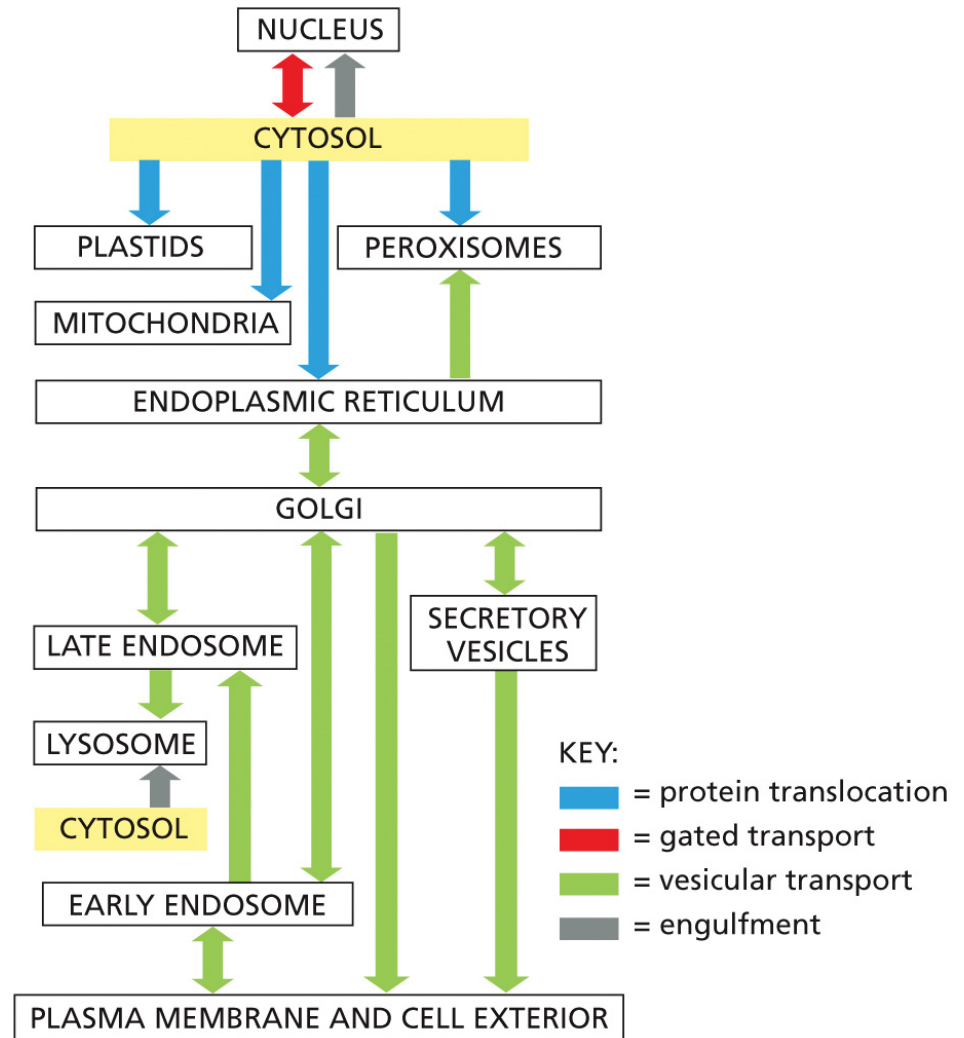 NUCLEUS
CYTOSOL
PLASTIDS
PEROXISOMES
MITOCHONDRIA
ENDOPLASMIC RETICULUM
GOLGI
LATE ENDOSOME
SECRETORY
VESICLES
LYSOSOME
CYTOSOL
EARLY ENDOSOME
PLASMA MEMBRANE AND CELL EXTERIOR
KEY:
= protein translocation
= gated transport
= vesicular transport
= engulfment